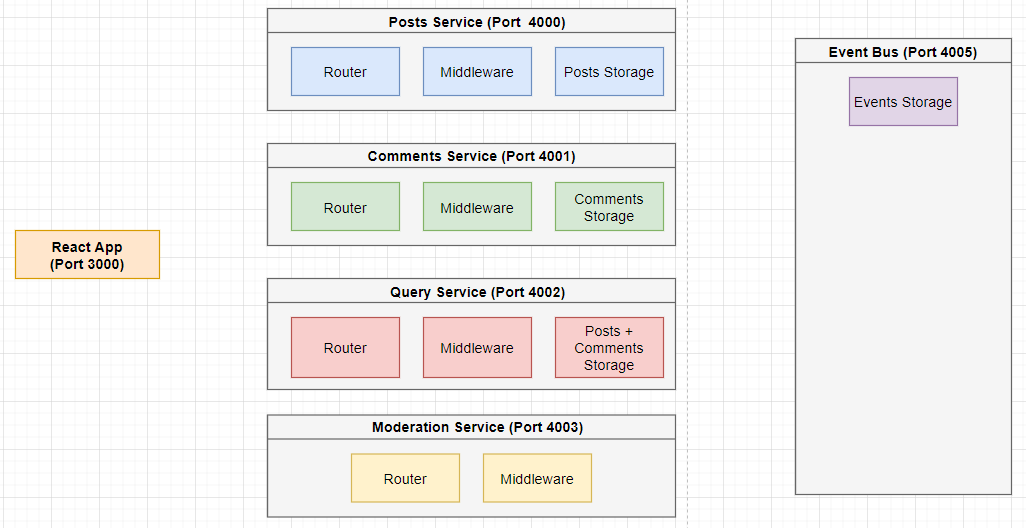 Posts Service (Port  4000)
Router
Middleware
Posts Storage
Event Bus (Port 4005)
Events Storage
Comments Service (Port 4001)
Router
Middleware
Comments
Storage
React App
(Port 3000)
Query Service (Port 4002)
Router
Middleware
Posts +
Comments
Storage
Moderation Service (Port 4003)
Router
Middleware